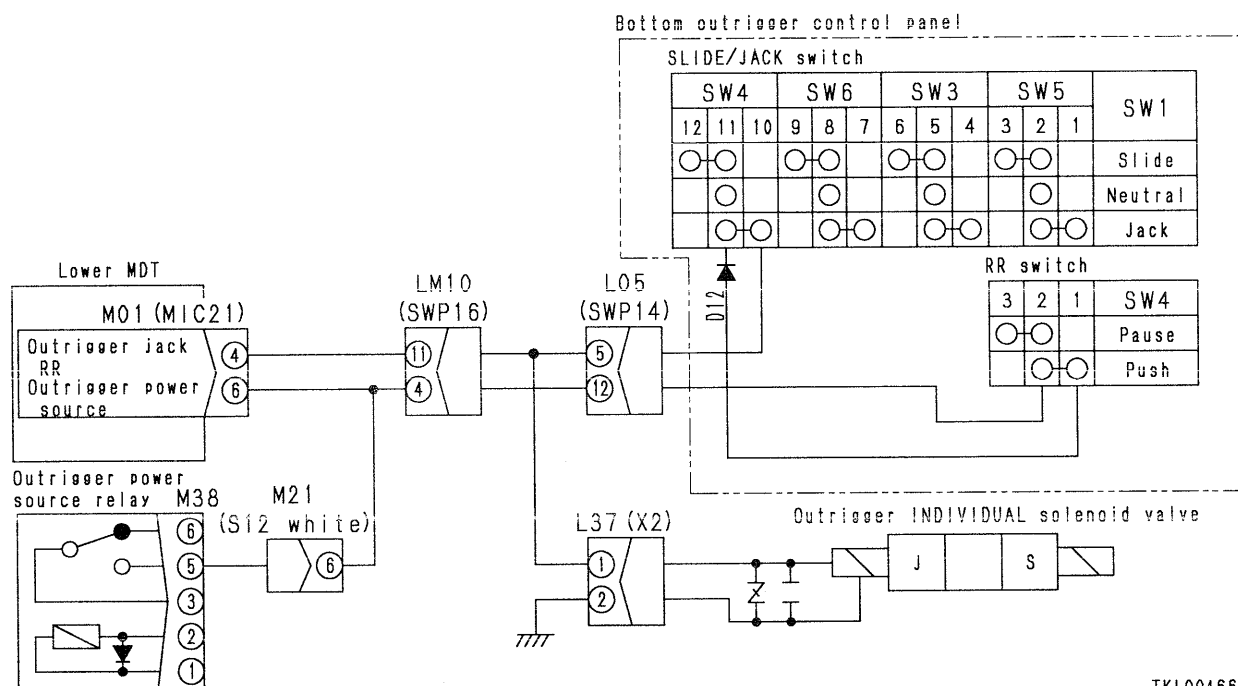 Bottom outrigger control panel
SLIDE/JACK switch
SW4 SW6 SW3 SW5 SW1
12 11 10 9 8 7 6 5 4 3 2 1
Slide
Neutral
Jack
RR switch
3 2 1 SW4
Pause
Push
D12
Lower MDT
M01 (MIC21)
Outrigger jack RR 4
Outrigger power source 6
LM10 (SWP16)
11
4
L05 (SWP14)
5
12
Outrigger power source relay
M38
6
5
3
2
1
M21 (S12 white)
6
L37 (X2)
1
2
Outrigger INDIVIDUAL solenoid valve
J S